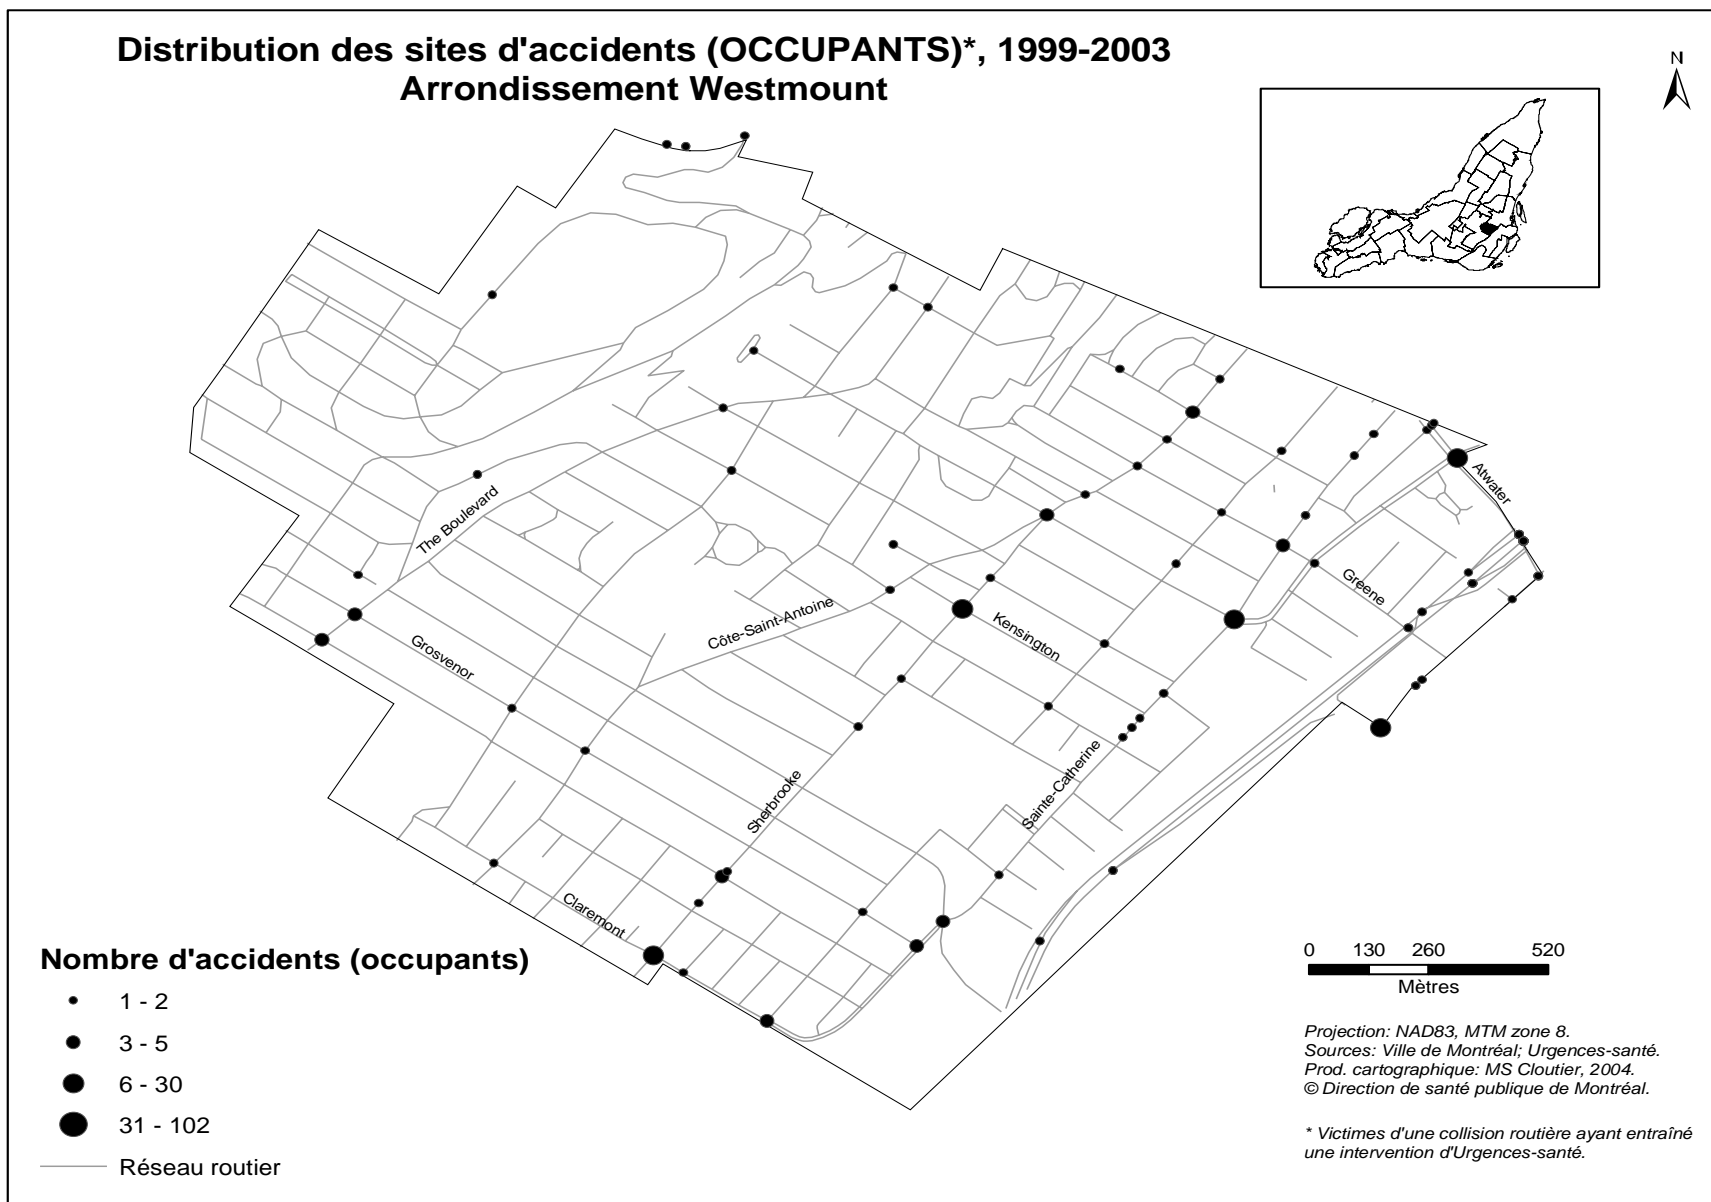 Distribution des sites d'accidents (OCCUPANTS)*, 1999-2003
Arrondissement Westmount
N
Atwater
The Boulevard
Greene
Côte-Saint-Antoine
Kensington
Grosvenor
Sainte-Catherine
Sherbrooke
Claremont
Nombre d'accidents (occupants)
1 - 2
3 - 5
6 - 30
31 - 102
Réseau routier
0 130 260 520
Mètres
Projection: NAD83, MTM zone 8.
Sources: Ville de Montréal; Urgences-santé.
Prod. cartographique: MS Cloutier, 2004.
© Direction de santé publique de Montréal.
* Victimes d'une collision routière ayant entraîné
une intervention d'Urgences-santé.